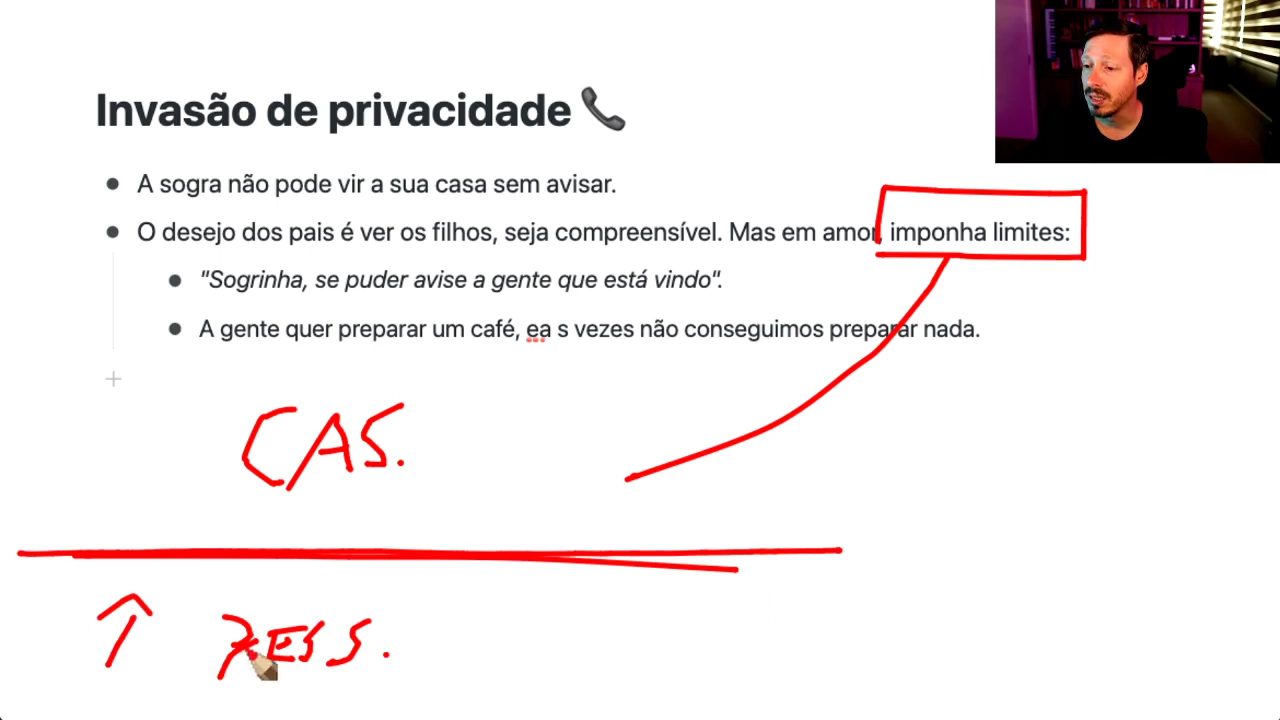 Invasão de privacidade
A sogra não pode vir a sua casa sem avisar.
O desejo dos pais é ver os filhos, seja compreensível. Mas em amor, imponha limites:
"Sogrinha, se puder avise a gente que está vindo".
A gente quer preparar um café, ea s vezes não conseguimos preparar nada.
CAS.